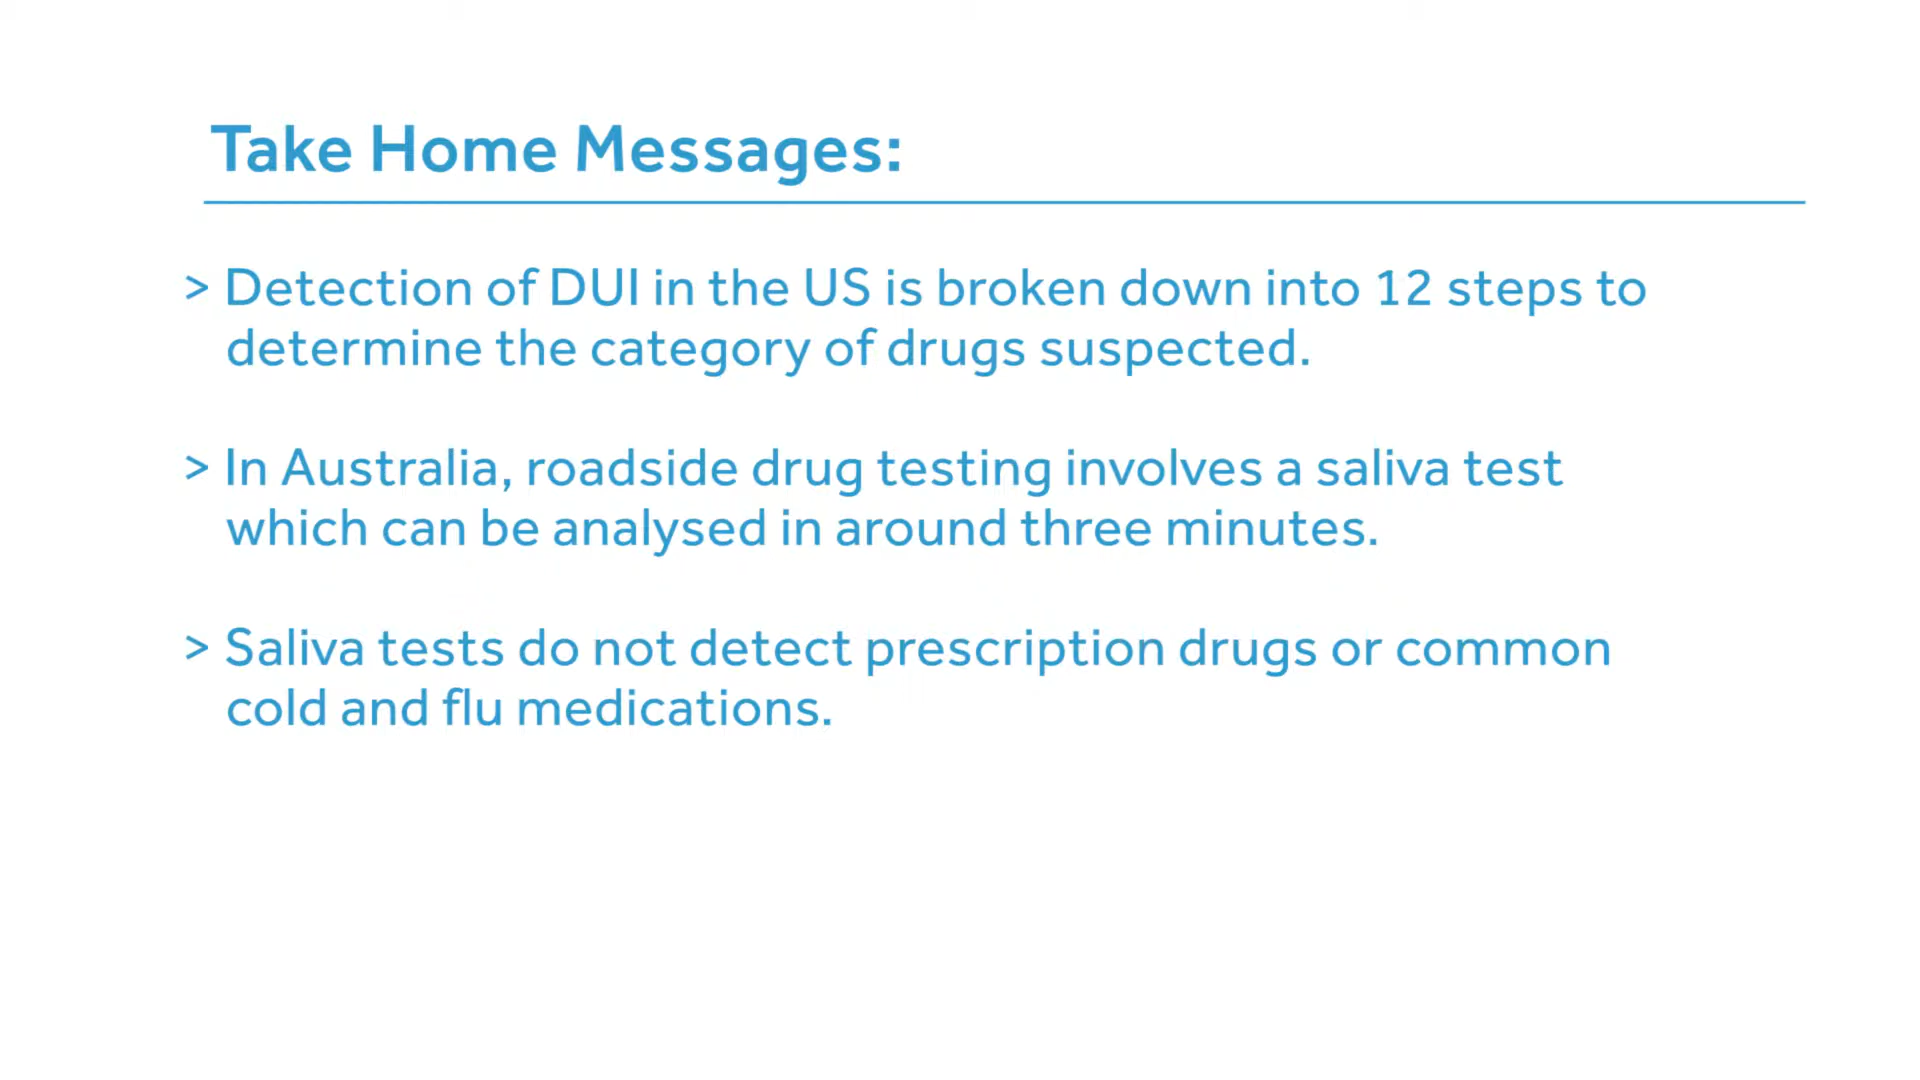 Take Home Messages:
> Detection of DUI in the US is broken down into 12 steps to
determine the category of drugs suspected.
> In Australia, roadside drug testing involves a saliva test
which can be analysed in around three minutes.
> Saliva tests do not detect prescription drugs or common
cold and flu medications.